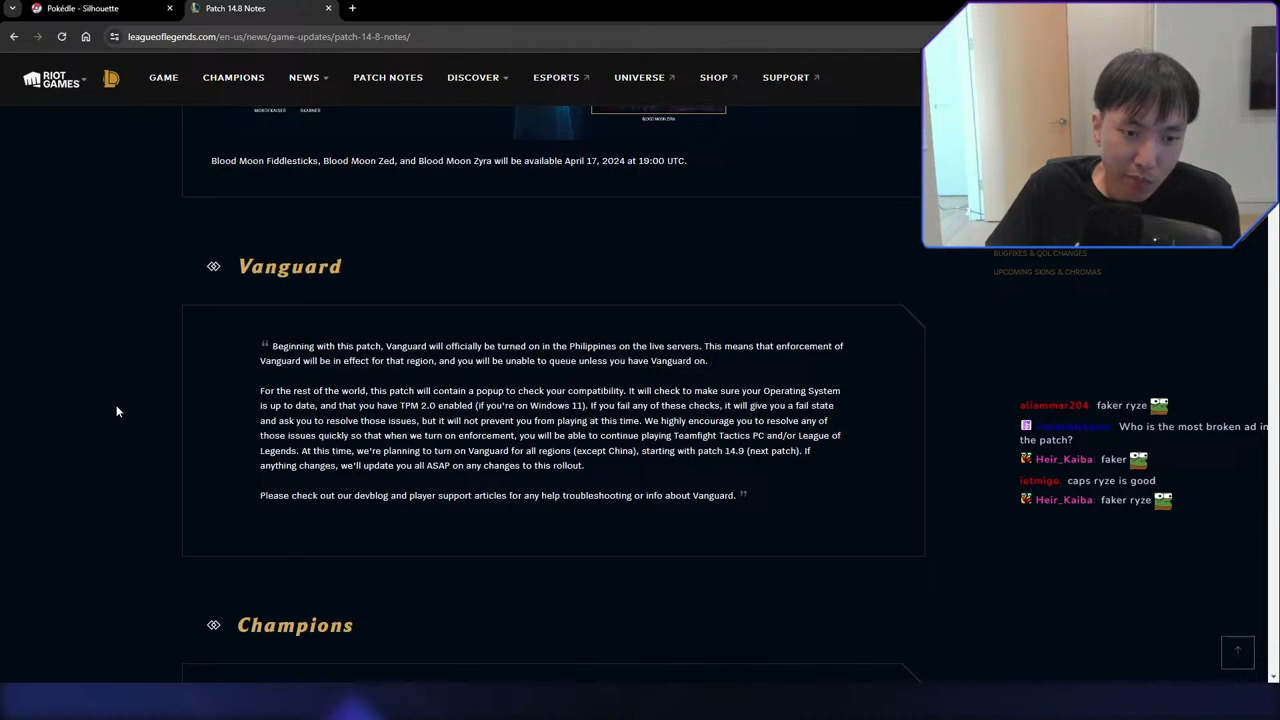 Pokédle - Silhouette
Patch 14.8 Notes
leagueoflegends.com/en-us/news/game-updates/patch-14-8-notes/
RIOT GAMES
GAME CHAMPIONS NEWS PATCH NOTES DISCOVER ESPORTS UNIVERSE SHOP SUPPORT
MORDEKAISER SKARNER
BLOOD MOON ZYRA
Blood Moon Fiddlesticks, Blood Moon Zed, and Blood Moon Zyra will be available April 17, 2024 at 19:00 UTC.
Vanguard
“ Beginning with this patch, Vanguard will officially be turned on in the Philippines on the live servers. This means that enforcement of
Vanguard will be in effect for that region, and you will be unable to queue unless you have Vanguard on.
For the rest of the world, this patch will contain a popup to check your compatibility. It will check to make sure your Operating System
is up to date, and that you have TPM 2.0 enabled (if you're on Windows 11). If you fail any of these checks, it will give you a fail state
and ask you to resolve those issues, but it will not prevent you from playing at this time. We highly encourage you to resolve any of
those issues quickly so that when we turn on enforcement, you will be able to continue playing Teamfight Tactics PC and/or League of
Legends. At this time, we're planning to turn on Vanguard for all regions (except China), starting with patch 14.9 (next patch). If
anything changes, we'll update you all ASAP on any changes to this rollout.
Please check out our devblog and player support articles for any help troubleshooting or info about Vanguard. ”
Champions
BUGFIXES & QOL CHANGES
UPCOMING SKINS & CHROMAS
aliammar204: faker ryze
Who is the most broken ad in
the patch?
Heir_Kaiba: faker
iotmigo: caps ryze is good
Heir_Kaiba: faker ryze